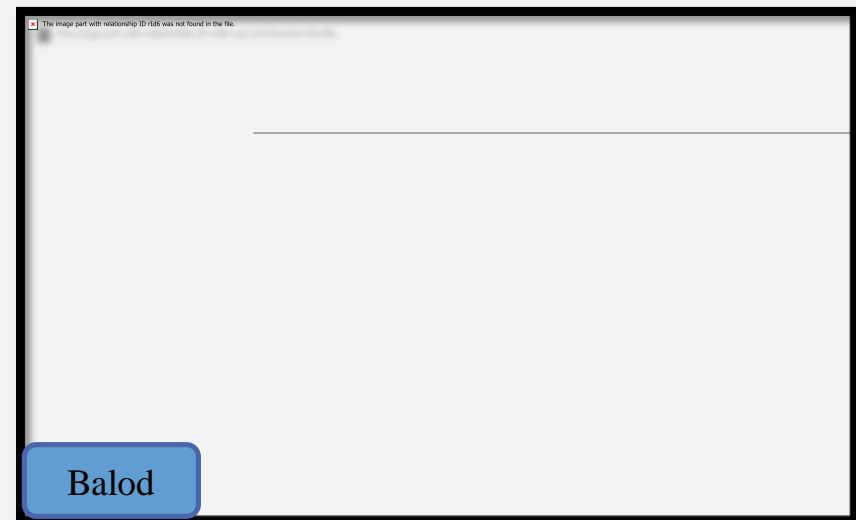 The image part with relationship ID rId6 was not found in the file.
Balod